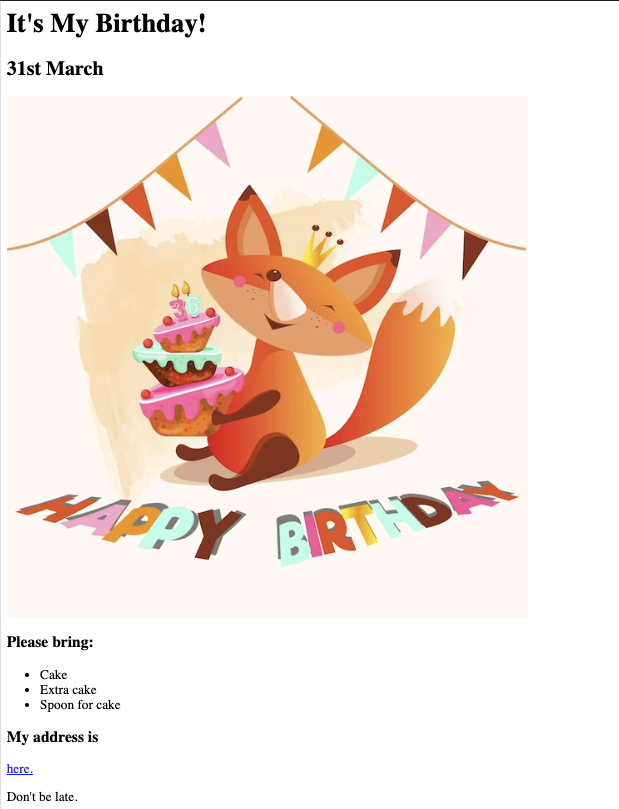 It's My Birthday!
31st March
36
HAPPY BIRTHDAY
Please bring:
Cake
Extra cake
Spoon for cake
My address is
here.
Don't be late.